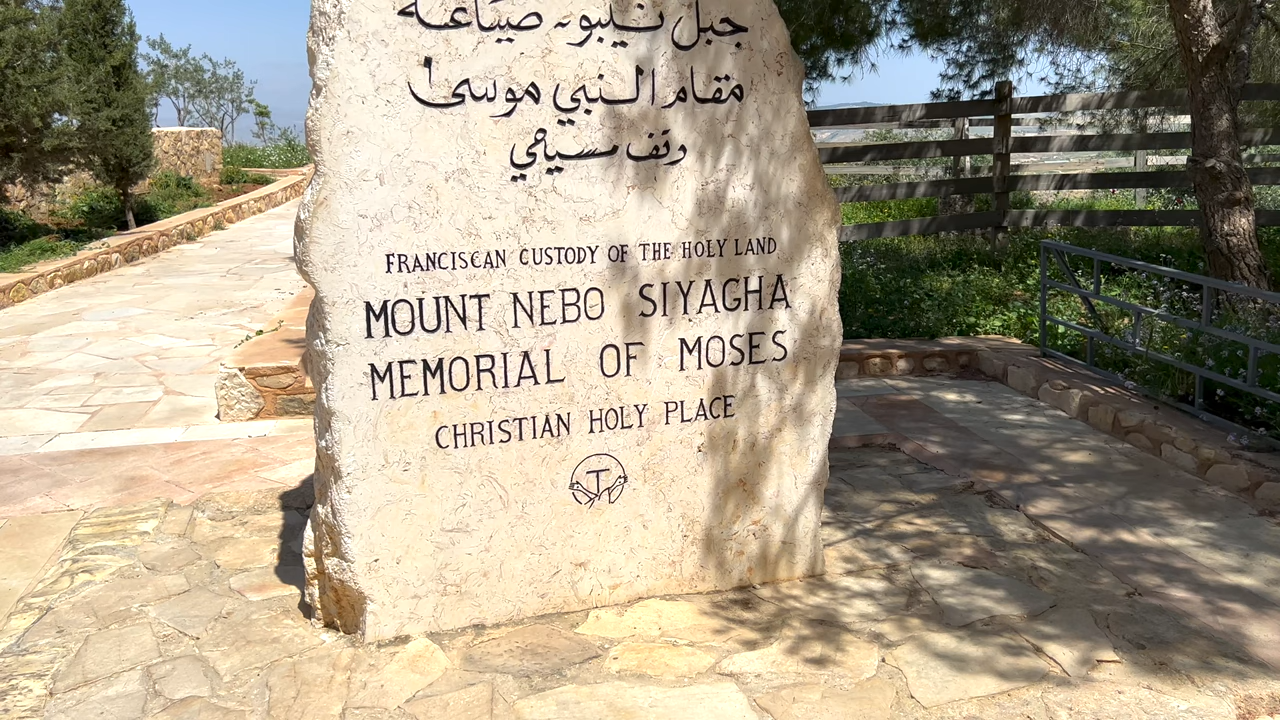 جبل نيبو صياغة
مقام النبي موسى
وقف مسيحي
FRANCISCAN CUSTODY OF THE HOLY LAND
MOUNT NEBO SIYAGHA
MEMORIAL OF MOSES
CHRISTIAN HOLY PLACE